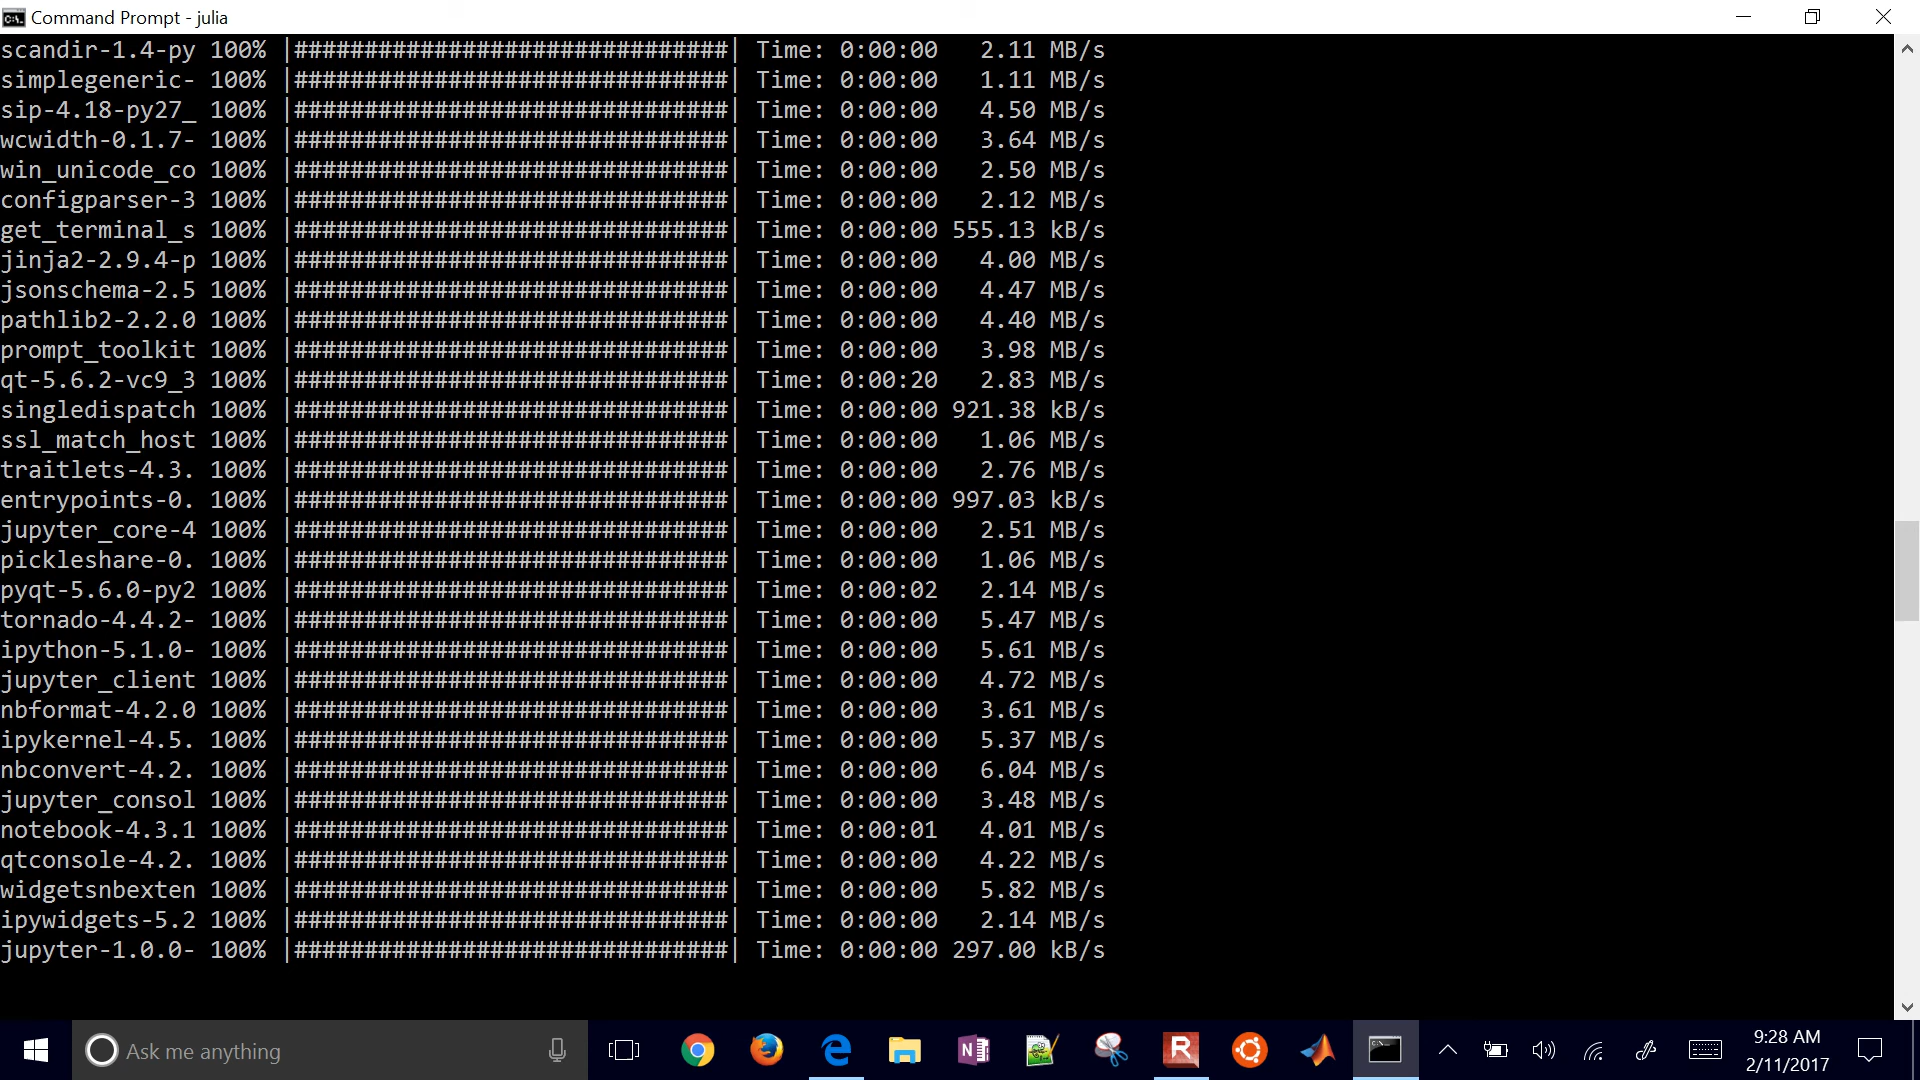 Command Prompt - julia
scandir-1.4-py 100% |###############################| Time: 0:00:00   2.11 MB/s
simplegeneric- 100% |###############################| Time: 0:00:00   1.11 MB/s
sip-4.18-py27_ 100% |###############################| Time: 0:00:00   4.50 MB/s
wcwidth-0.1.7- 100% |###############################| Time: 0:00:00   3.64 MB/s
win_unicode_co 100% |###############################| Time: 0:00:00   2.50 MB/s
configparser-3 100% |###############################| Time: 0:00:00   2.12 MB/s
get_terminal_s 100% |###############################| Time: 0:00:00 555.13 kB/s
jinja2-2.9.4-p 100% |###############################| Time: 0:00:00   4.00 MB/s
jsonschema-2.5 100% |###############################| Time: 0:00:00   4.47 MB/s
pathlib2-2.2.0 100% |###############################| Time: 0:00:00   4.40 MB/s
prompt_toolkit 100% |###############################| Time: 0:00:00   3.98 MB/s
qt-5.6.2-vc9_3 100% |###############################| Time: 0:00:20   2.83 MB/s
singledispatch 100% |###############################| Time: 0:00:00 921.38 kB/s
ssl_match_host 100% |###############################| Time: 0:00:00   1.06 MB/s
traitlets-4.3. 100% |###############################| Time: 0:00:00   2.76 MB/s
entrypoints-0. 100% |###############################| Time: 0:00:00 997.03 kB/s
jupyter_core-4 100% |###############################| Time: 0:00:00   2.51 MB/s
pickleshare-0. 100% |###############################| Time: 0:00:00   1.06 MB/s
pyqt-5.6.0-py2 100% |###############################| Time: 0:00:02   2.14 MB/s
tornado-4.4.2- 100% |###############################| Time: 0:00:00   5.47 MB/s
ipython-5.1.0- 100% |###############################| Time: 0:00:00   5.61 MB/s
jupyter_client 100% |###############################| Time: 0:00:00   4.72 MB/s
nbformat-4.2.0 100% |###############################| Time: 0:00:00   3.61 MB/s
ipykernel-4.5. 100% |###############################| Time: 0:00:00   5.37 MB/s
nbconvert-4.2. 100% |###############################| Time: 0:00:00   6.04 MB/s
jupyter_consol 100% |###############################| Time: 0:00:00   3.48 MB/s
notebook-4.3.1 100% |###############################| Time: 0:00:01   4.01 MB/s
qtconsole-4.2. 100% |###############################| Time: 0:00:00   4.22 MB/s
widgetsnbexten 100% |###############################| Time: 0:00:00   5.82 MB/s
ipywidgets-5.2 100% |###############################| Time: 0:00:00   2.14 MB/s
jupyter-1.0.0- 100% |###############################| Time: 0:00:00 297.00 kB/s
Ask me anything
9:28 AM
2/11/2017